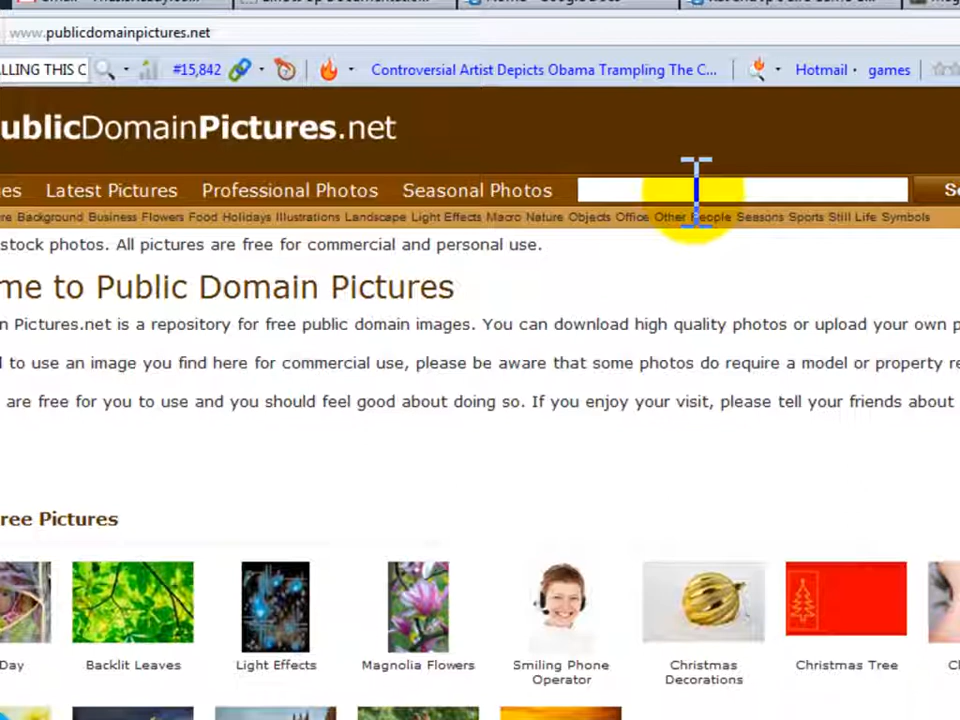 www.publicdomainpictures.net
LLING THIS C #15,842 Controversial Artist Depicts Obama Trampling The C... Hotmail games
ublicDomainPictures.net
es Latest Pictures Professional Photos Seasonal Photos Se
re Background Business Flowers Food Holidays Illustrations Landscape Light Effects Macro Nature Objects Office Other People Seasons Sports Still Life Symbols
stock photos. All pictures are free for commercial and personal use.
me to Public Domain Pictures
n Pictures.net is a repository for free public domain images. You can download high quality photos or upload your own p
l to use an image you find here for commercial use, please be aware that some photos do require a model or property re
are free for you to use and you should feel good about doing so. If you enjoy your visit, please tell your friends about
ree Pictures
Day Backlit Leaves Light Effects Magnolia Flowers Smiling Phone Operator Christmas Decorations Christmas Tree Ch